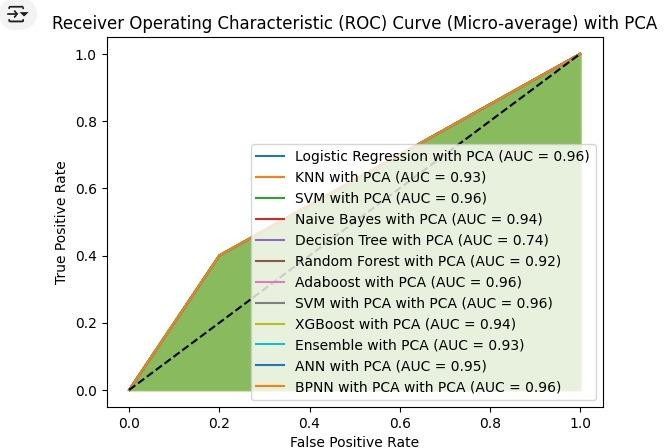 Receiver Operating Characteristic (ROC) Curve (Micro-average) with PCA
1.0
0.8
0.6
0.4
0.2
0.0
True Positive Rate
Logistic Regression with PCA (AUC = 0.96)
KNN with PCA (AUC = 0.93)
SVM with PCA (AUC = 0.96)
Naive Bayes with PCA (AUC = 0.94)
Decision Tree with PCA (AUC = 0.74)
Random Forest with PCA (AUC = 0.92)
Adaboost with PCA (AUC = 0.96)
SVM with PCA with PCA (AUC = 0.96)
XGBoost with PCA (AUC = 0.94)
Ensemble with PCA (AUC = 0.93)
ANN with PCA (AUC = 0.95)
BPNN with PCA with PCA (AUC = 0.96)
0.0 0.2 0.4 0.6 0.8 1.0
False Positive Rate